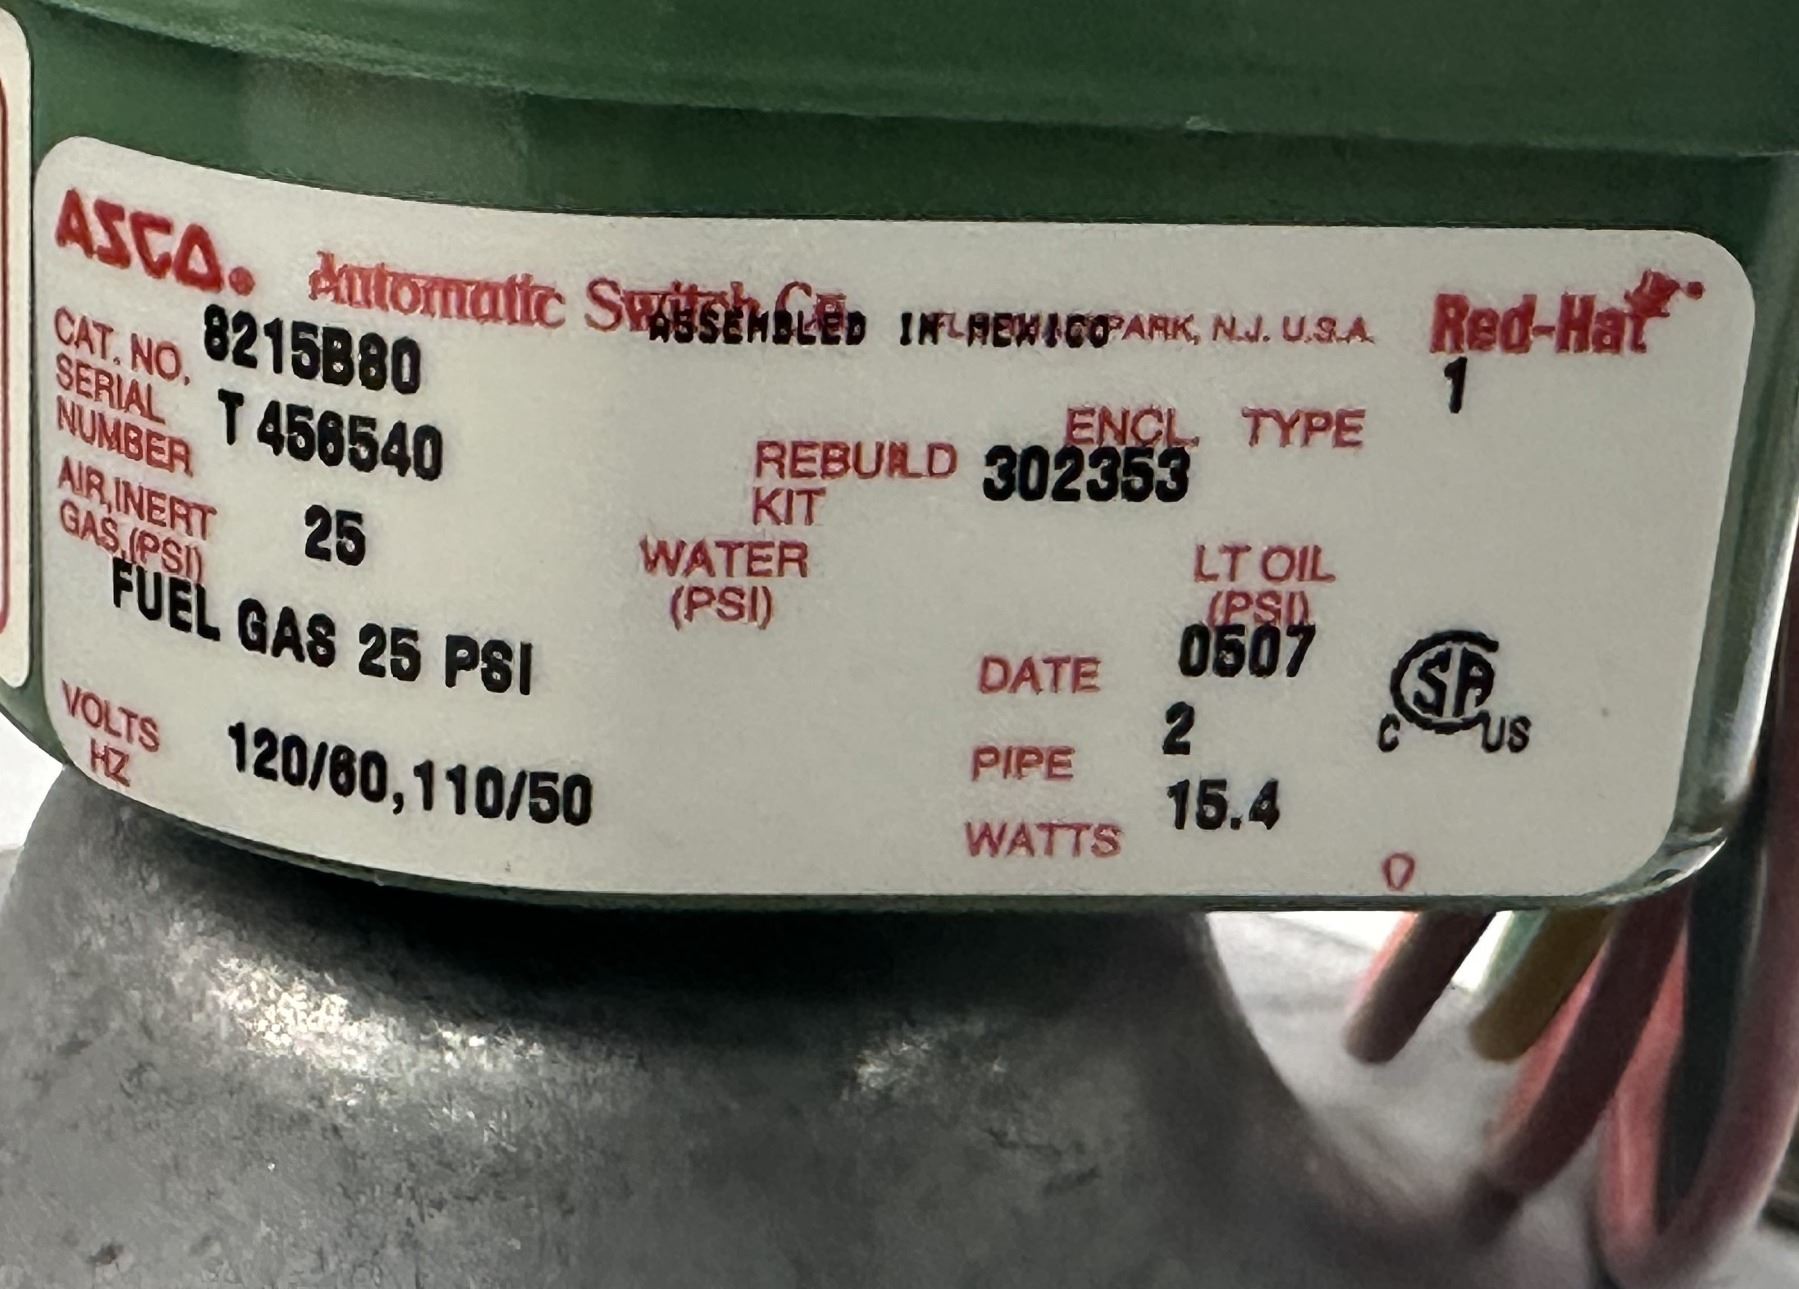 ASCO. Automatic Switch Co. PARK, N.J. U.S.A. Red-Hat
ASSEMBLED IN MEXICO
CAT. NO. 8215B80
ENCL. TYPE 1
SERIAL NUMBER T456540
REBUILD KIT 302353
AIR,INERT GAS,(PSI) 25
WATER (PSI)
LT OIL (PSI)
FUEL GAS 25 PSI
DATE 0507
PIPE 2
VOLTS HZ 120/60,110/50
WATTS 15.4
C SA US
O